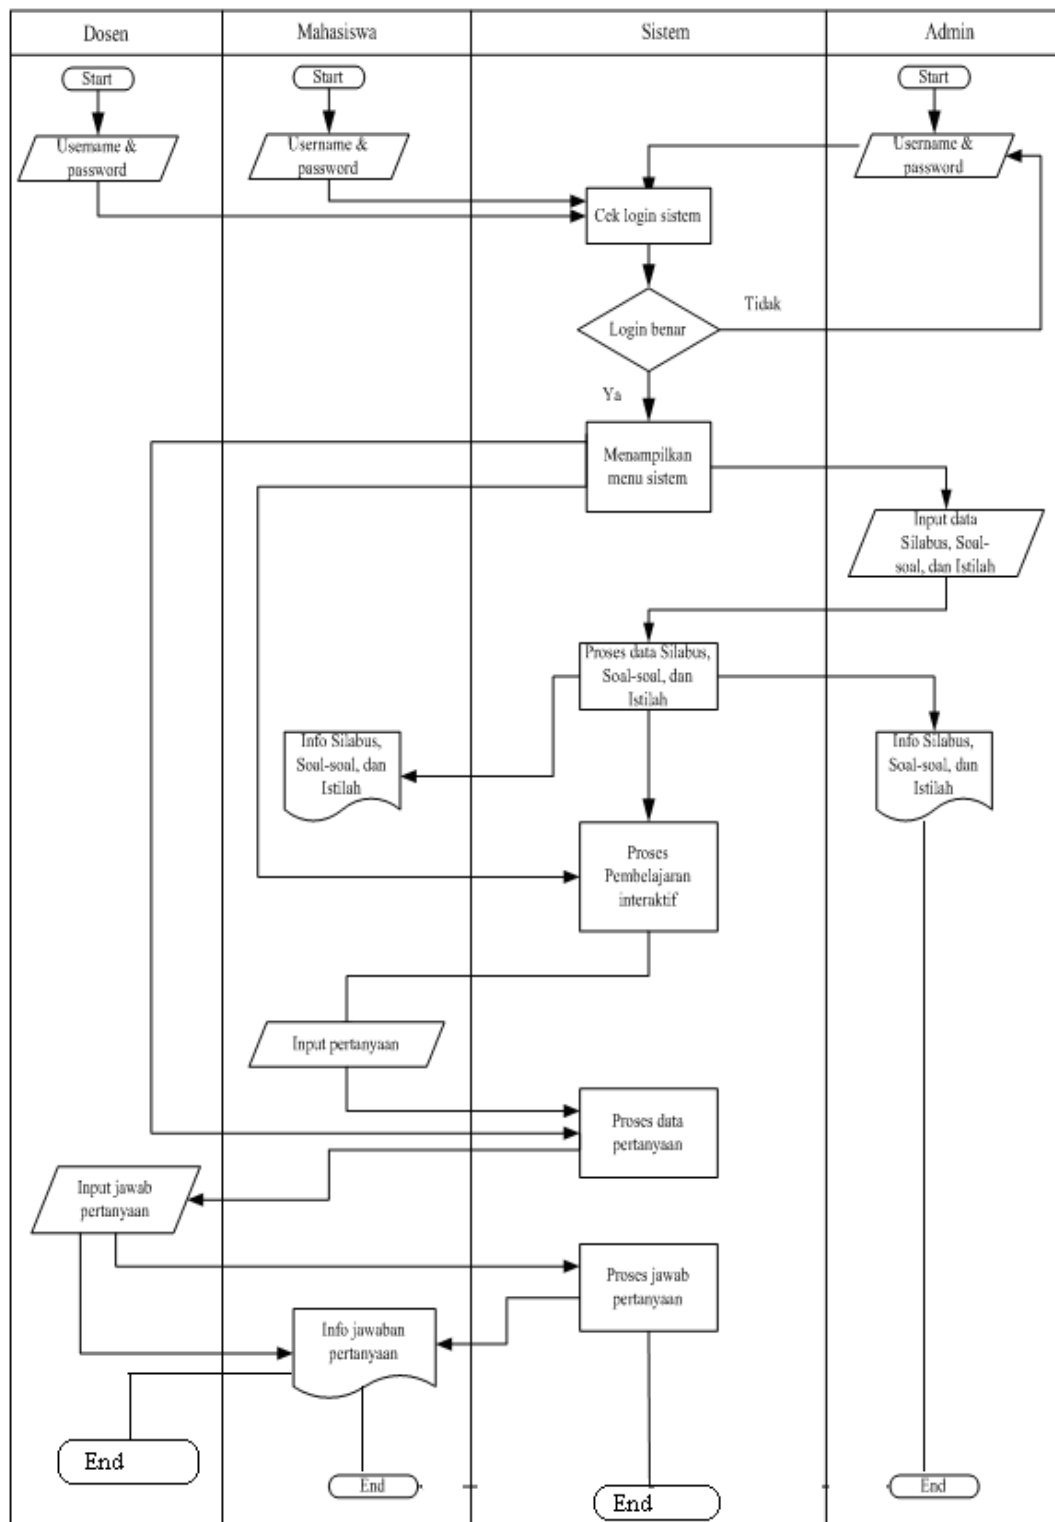 Dosen
Mahasiswa
Sistem
Admin
Start
Start
Start
Username &
password
Username &
password
Username &
password
Cek login sistem
Login benar
Tidak
Ya
Menampilkan
menu sistem
Input data
Silabus, Soal-
soal, dan Istilah
Proses data Silabus,
Soal-soal, dan
Istilah
Info Silabus,
Soal-soal, dan
Istilah
Info Silabus,
Soal-soal, dan
Istilah
Proses
Pembelajaran
interaktif
Input pertanyaan
Proses data
pertanyaan
Input jawab
pertanyaan
Proses jawab
pertanyaan
Info jawaban
pertanyaan
End
End
End
End